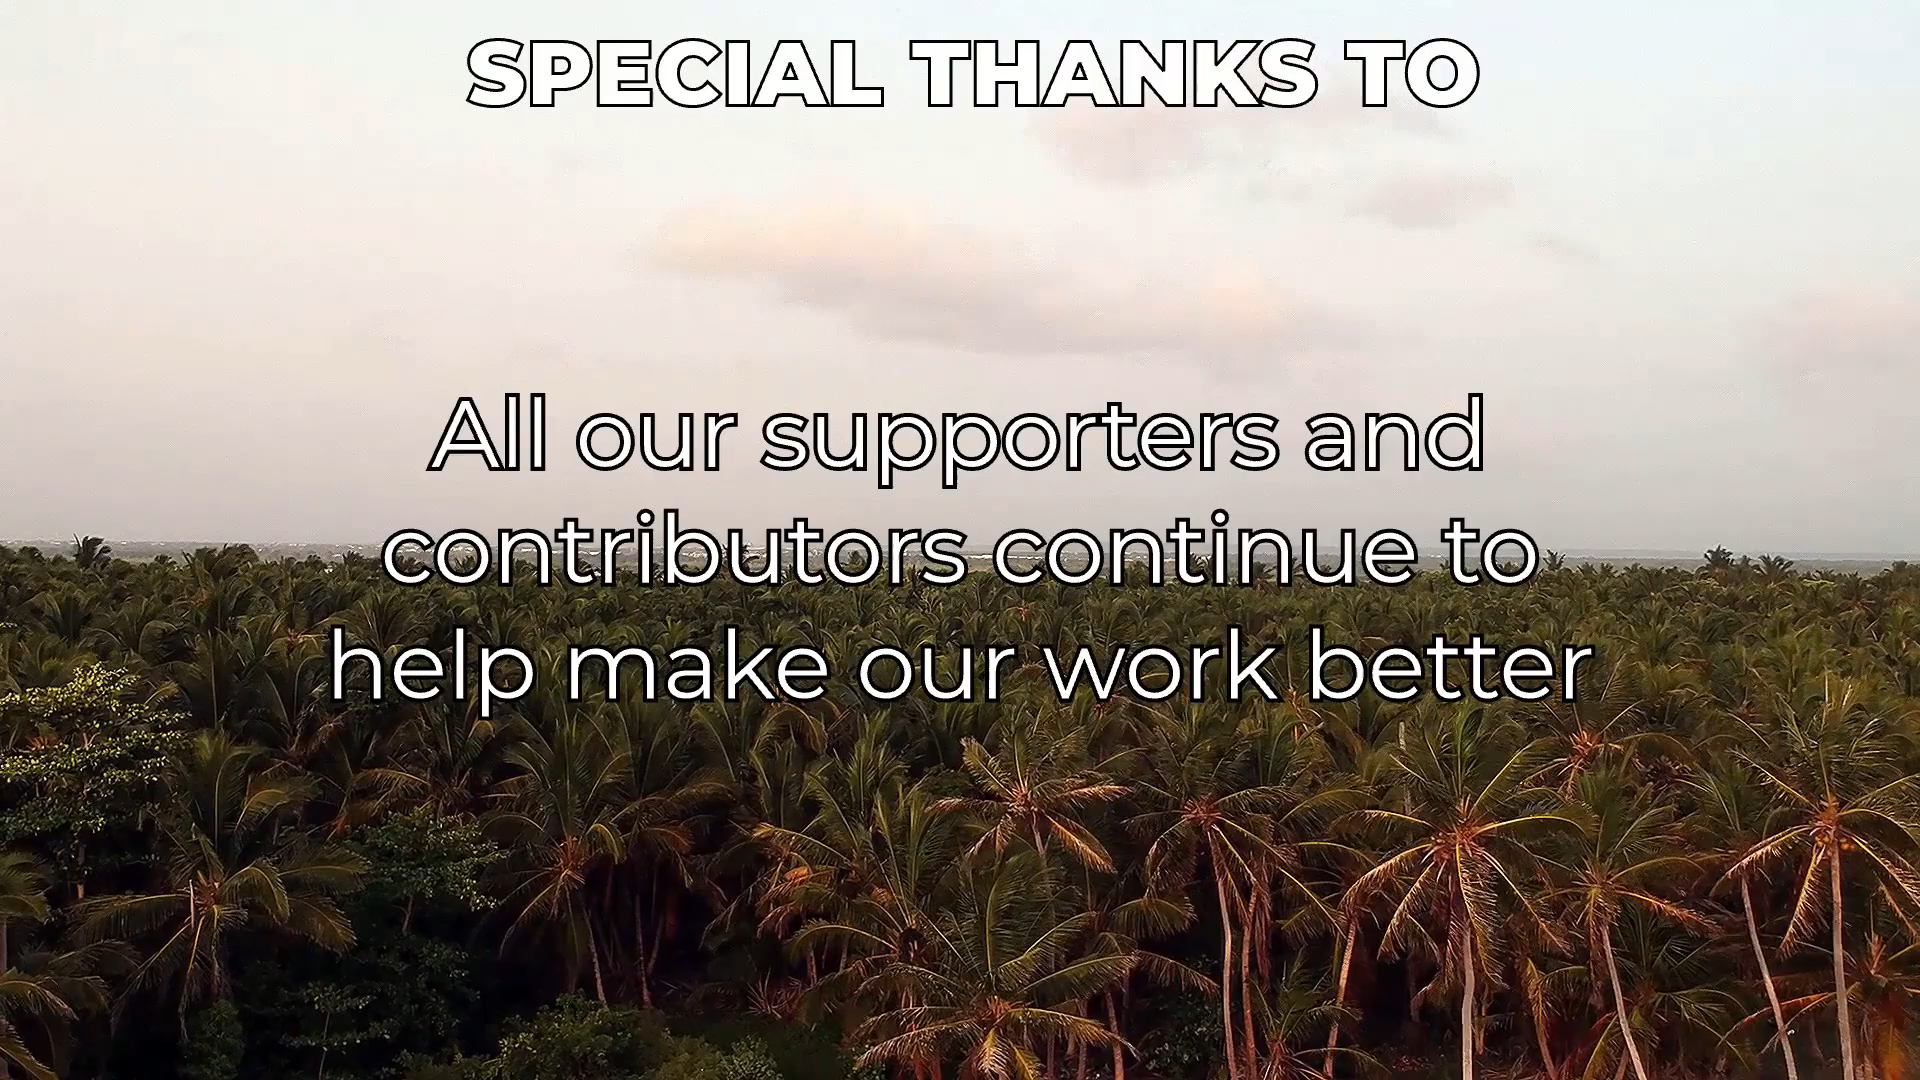 SPECIAL THANKS TO
All our supporters and
contributors continue to
help make our work better